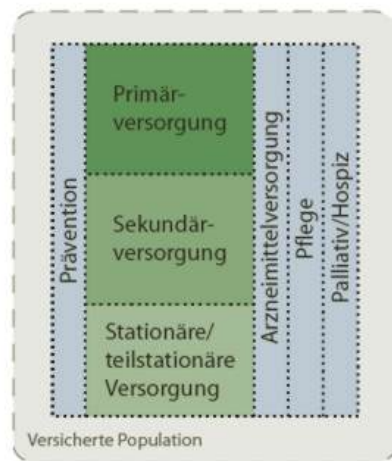 Prävention
Primär-
versorgung
Sekundär-
versorgung
Stationäre/
teilstationäre
Versorgung
Arzneimittelversorgung
Pflege
Palliativ/Hospiz
Versicherte Population